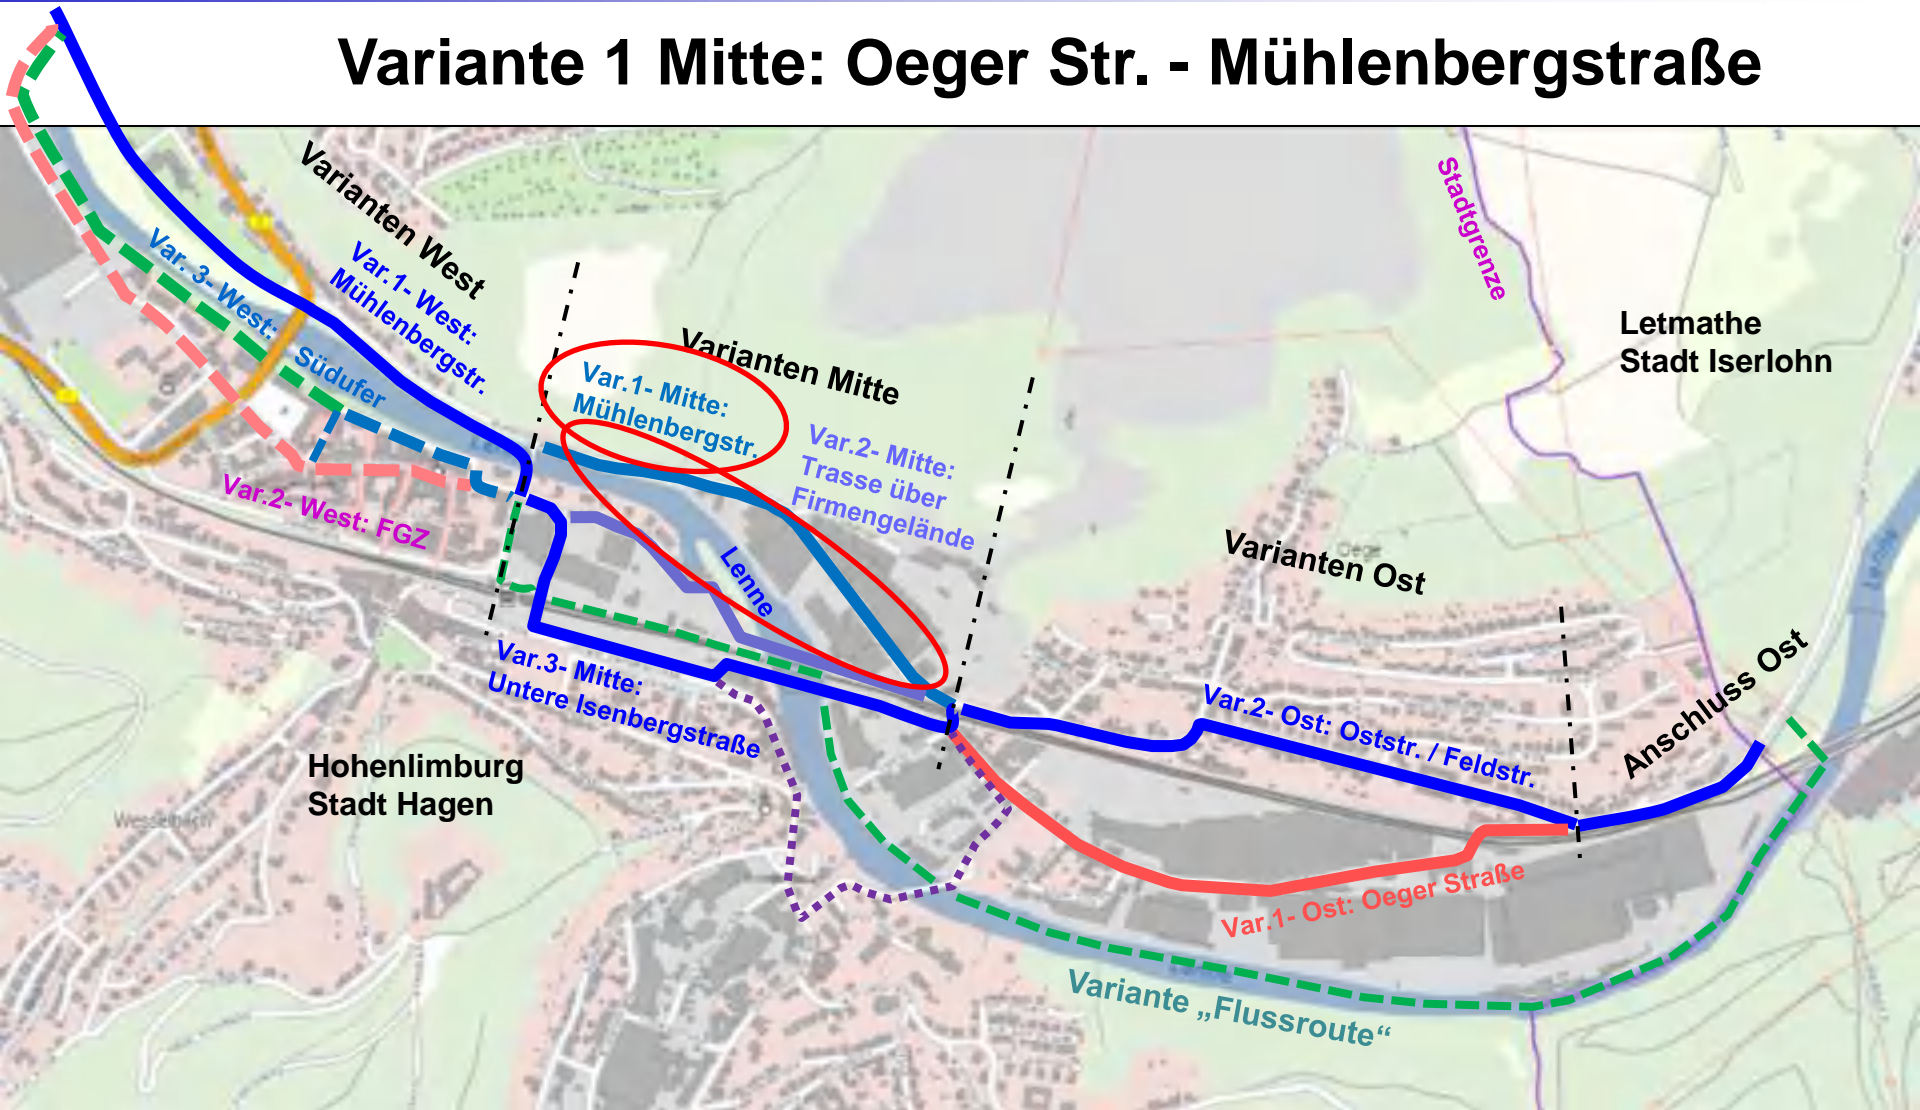 Variante 1 Mitte: Oeger Str. - Mühlenbergstraße
Varianten West
Var.1- West:
Mühlenbergstr.
Var. 3- West:
Südufer
Var.2- West: FGZ
Varianten Mitte
Var.1- Mitte:
Mühlenbergstr.
Var.2- Mitte:
Trasse über
Firmengelände
Lenne
Var.3- Mitte:
Untere Isenbergstraße
Hohenlimburg
Stadt Hagen
Wesselbach
Stadtgrenze
Letmathe
Stadt Iserlohn
Oege
Varianten Ost
Var.2- Ost: Oststr. / Feldstr.
Anschluss Ost
Var.1- Ost: Oeger Straße
Variante „Flussroute“
Lenne